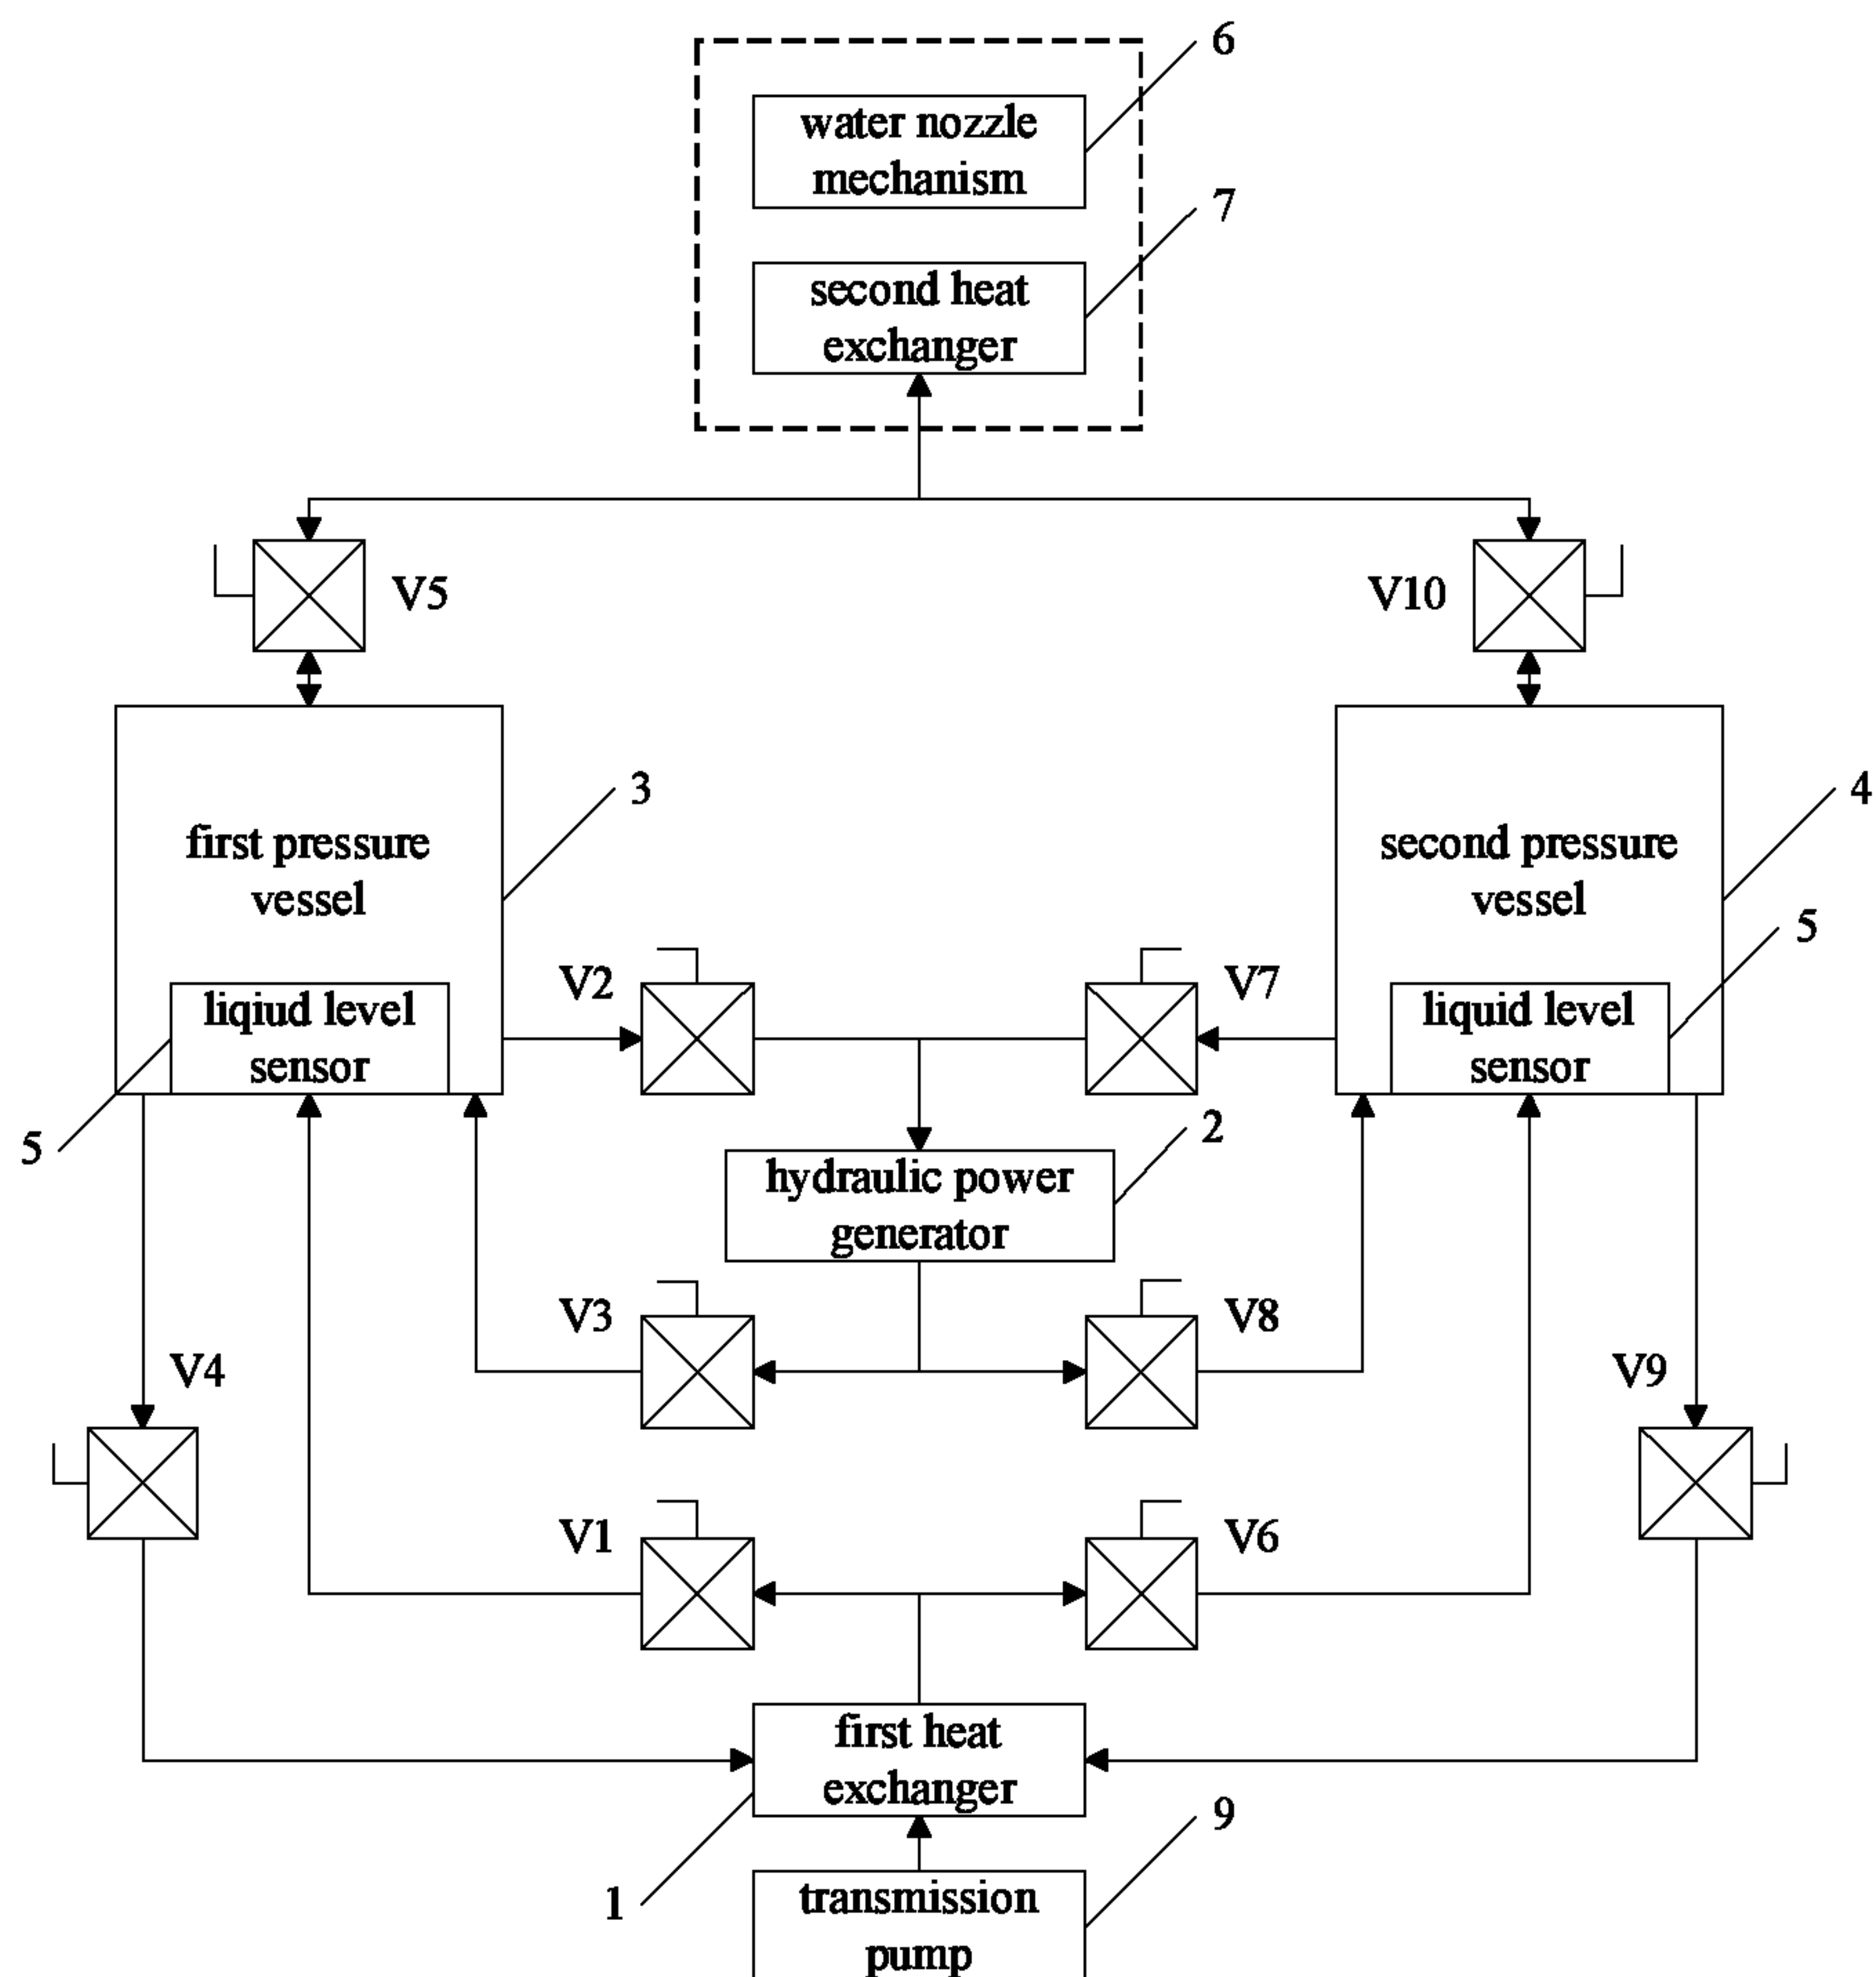 6
water nozzle
mechanism
7
second heat
exchanger
V5
V10
3
4
first pressure
vessel
second pressure
vessel
5
V2
V7
liqiud level
sensor
liquid level
sensor
5
2
hydraulic power
generator
V3
V8
V4
V9
V1
V6
first heat
exchanger
9
1
transmission
pump